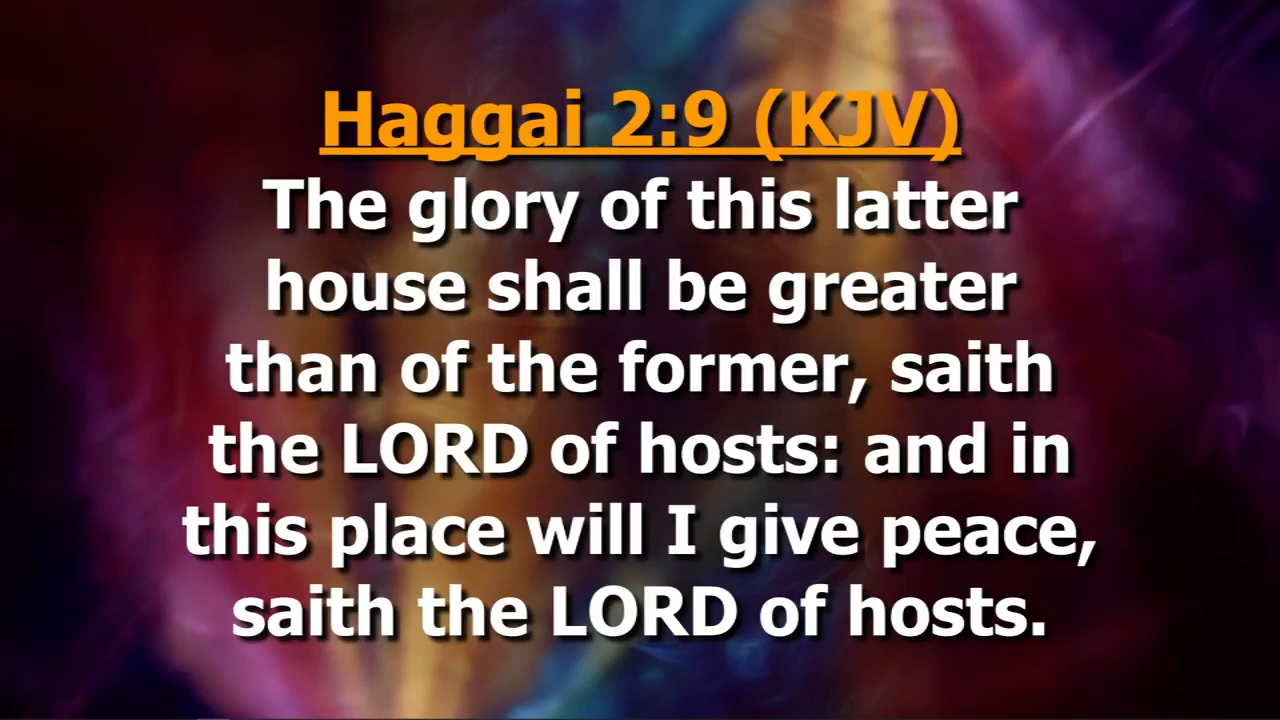 Haggai 2:9 (KJV)
The glory of this latter
house shall be greater
than of the former, saith
the LORD of hosts: and in
this place will I give peace,
saith the LORD of hosts.